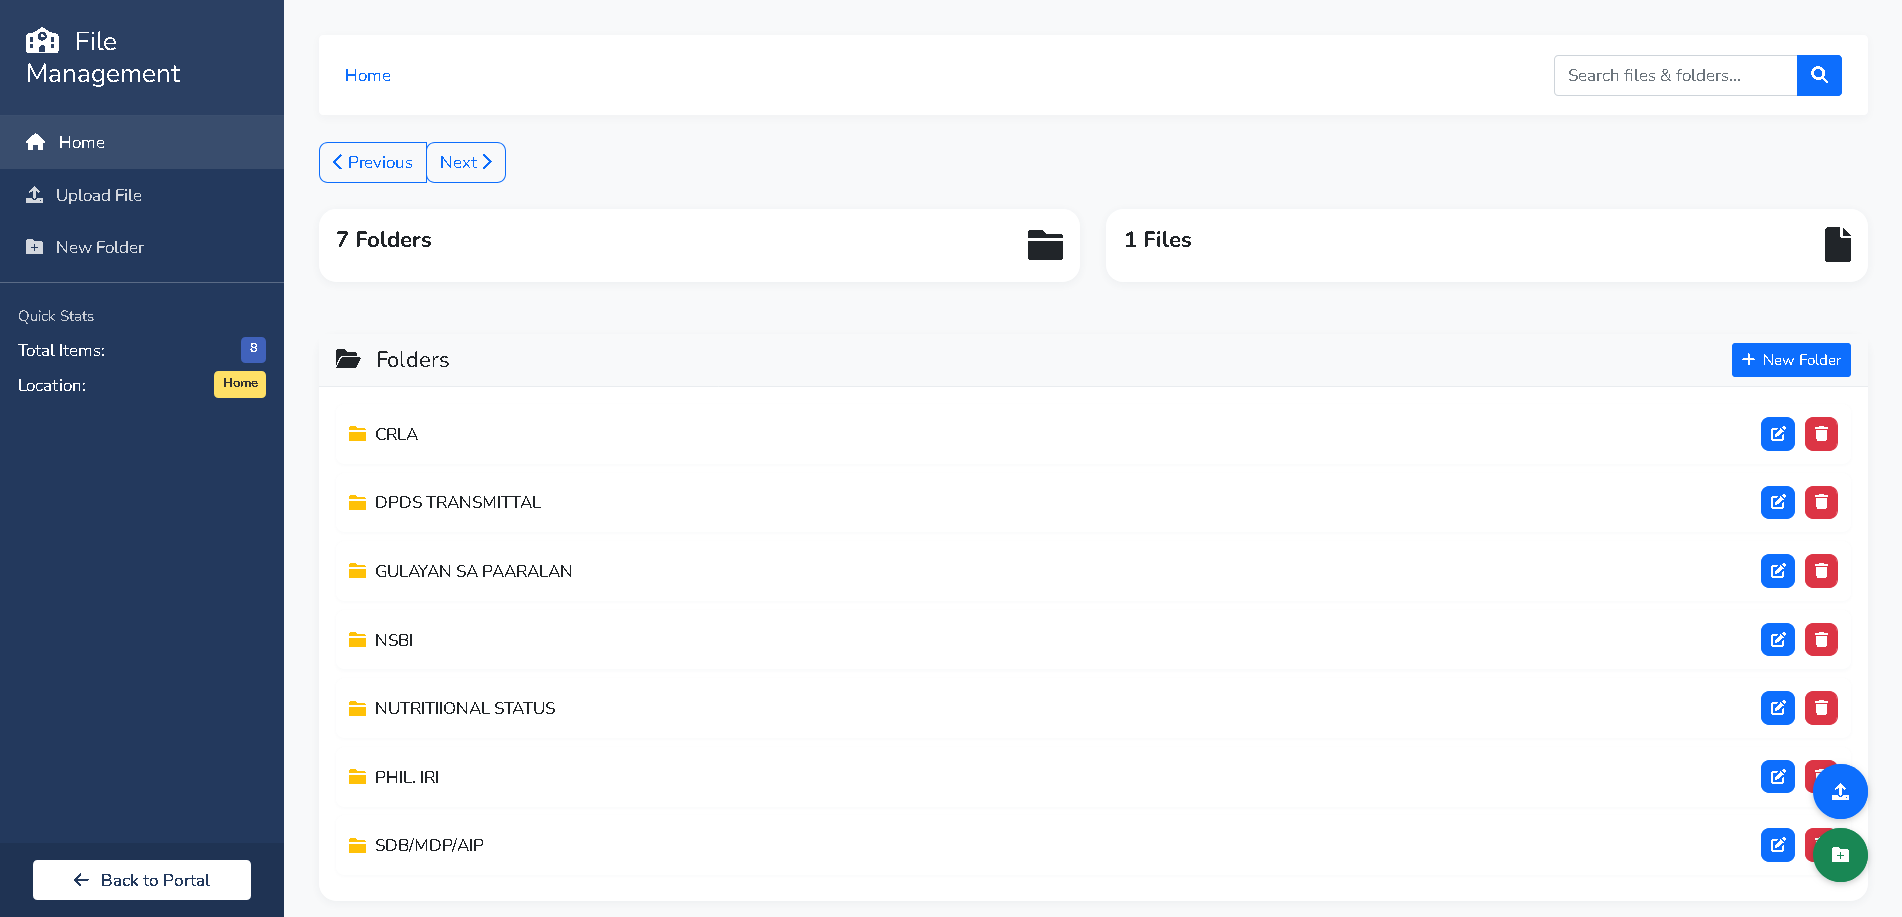 File
Management
Home
Upload File
New Folder
Quick Stats
Total Items: 8
Location: Home
Back to Portal
Home
Search files & folders...
Previous Next
7 Folders
1 Files
Folders
New Folder
CRLA
DPDS TRANSMITTAL
GULAYAN SA PAARALAN
NSBI
NUTRITIIONAL STATUS
PHIL. IRI
SDB/MDP/AIP